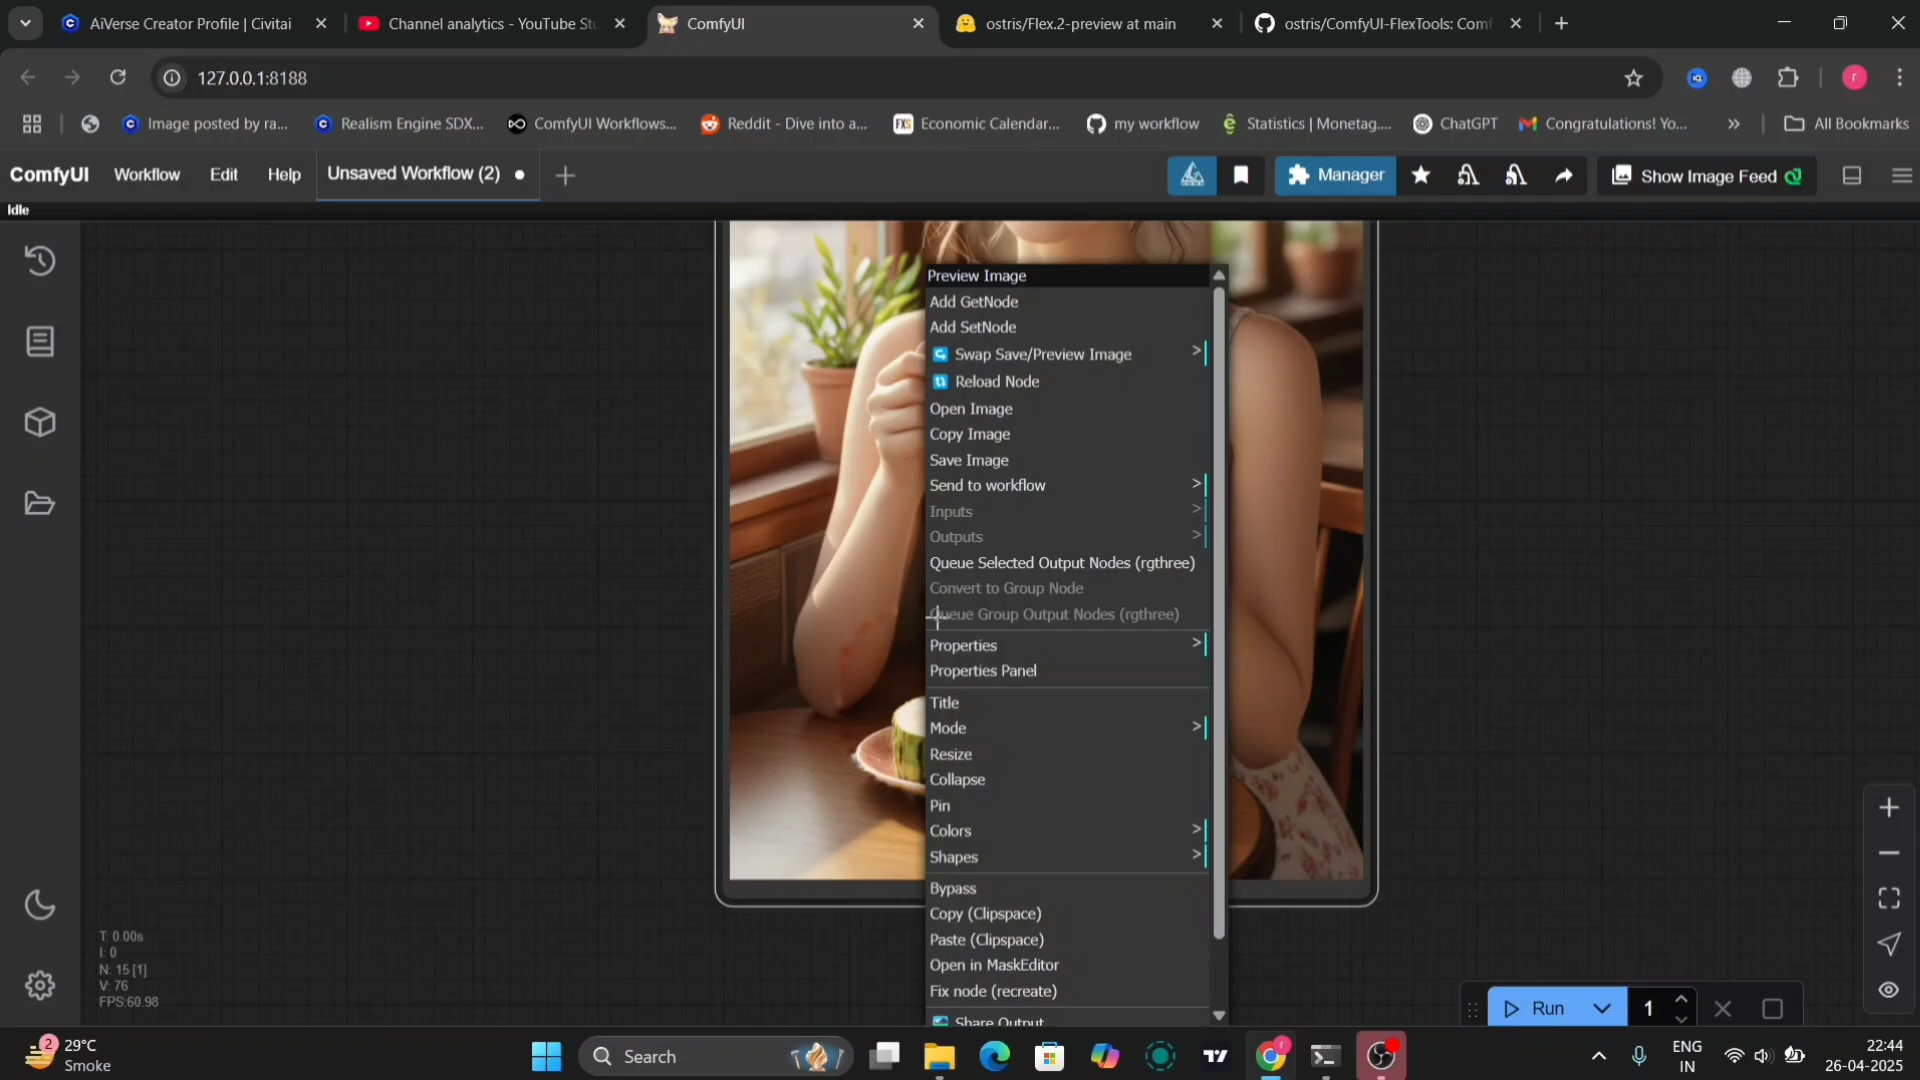 AiVerse Creator Profile | Civitai
Channel analytics - YouTube Stu
ComfyUI
ostris/Flex.2-preview at main
ostris/ComfyUI-FlexTools: Comf
127.0.0.1:8188
r
Image posted by ra...
Realism Engine SDX...
ComfyUI Workflows...
Reddit - Dive into a...
FXS
Economic Calendar...
my workflow
Statistics | Monetag....
ChatGPT
Congratulations! Yo...
All Bookmarks
ComfyUI
Workflow
Edit
Help
Unsaved Workflow (2)
Manager
Show Image Feed
Idle
Preview Image
Add GetNode
Add SetNode
Swap Save/Preview Image
Reload Node
Open Image
Copy Image
Save Image
Send to workflow
Inputs
Outputs
Queue Selected Output Nodes (rgthree)
Convert to Group Node
Queue Group Output Nodes (rgthree)
Properties
Properties Panel
Title
Mode
Resize
Collapse
Pin
Colors
Shapes
Bypass
Copy (Clipspace)
Paste (Clipspace)
Open in MaskEditor
Fix node (recreate)
Share Output
T: 0.00s
I: 0
N: 15 [1]
V: 76
FPS:60.98
Run
1
2
29°C
Smoke
Search
ENG
IN
22:44
26-04-2025